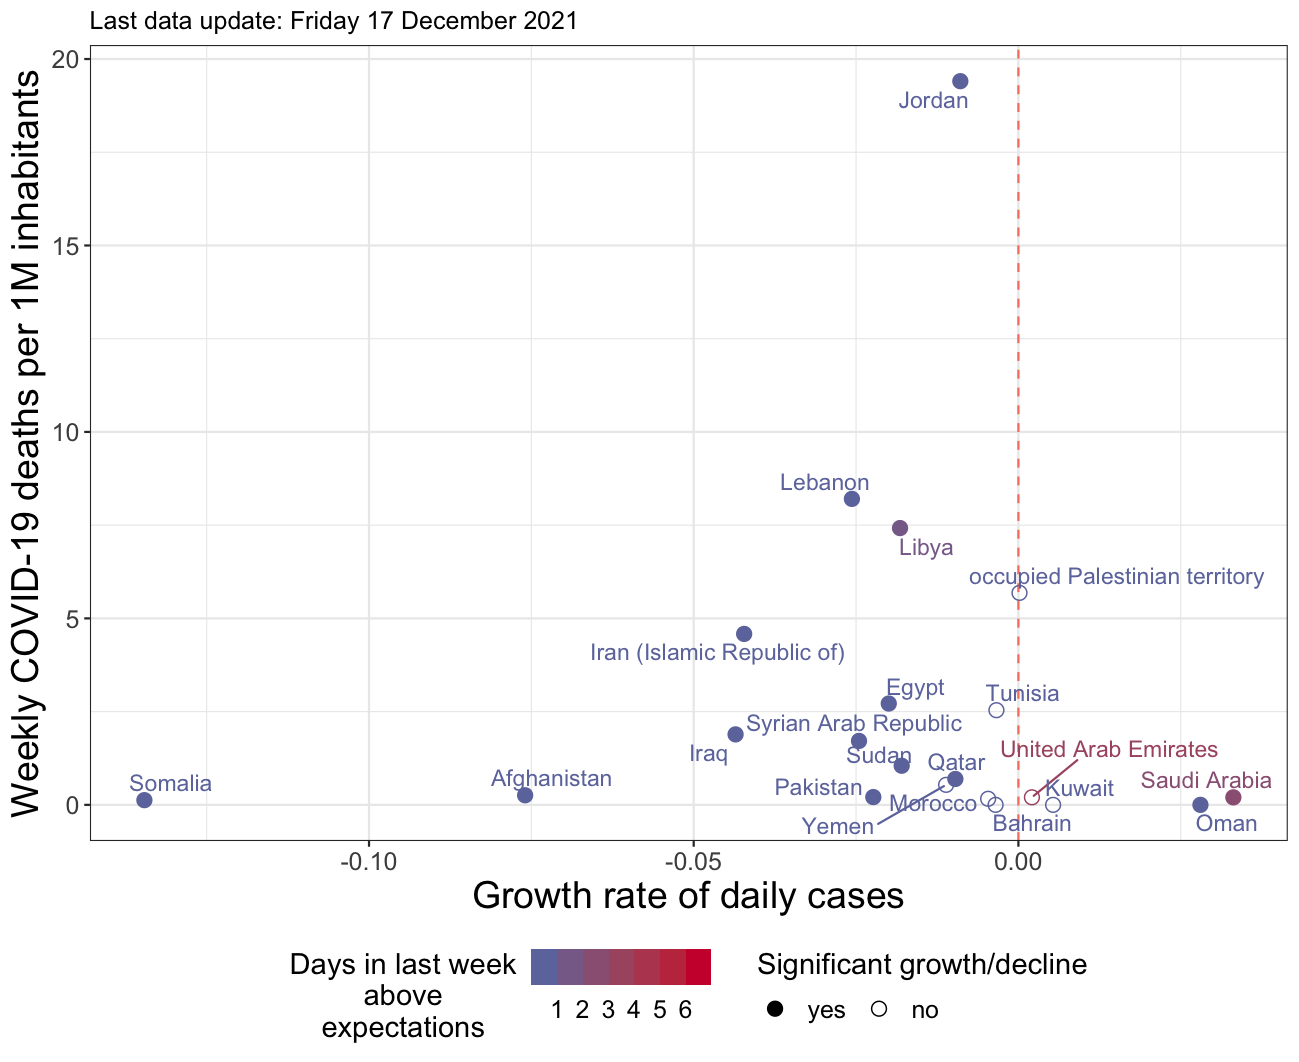 Last data update: Friday 17 December 2021
Weekly COVID-19 deaths per 1M inhabitants
20
15
10
5
0
Jordan
Lebanon
Libya
occupied Palestinian territory
Iran (Islamic Republic of)
Egypt
Tunisia
Syrian Arab Republic
Iraq
Sudan
United Arab Emirates
Qatar
Somalia
Afghanistan
Pakistan
Kuwait
Saudi Arabia
Morocco
Yemen
Bahrain
Oman
-0.10
-0.05
0.00
Growth rate of daily cases
Days in last week
above
expectations
1 2 3 4 5 6
Significant growth/decline
yes
no